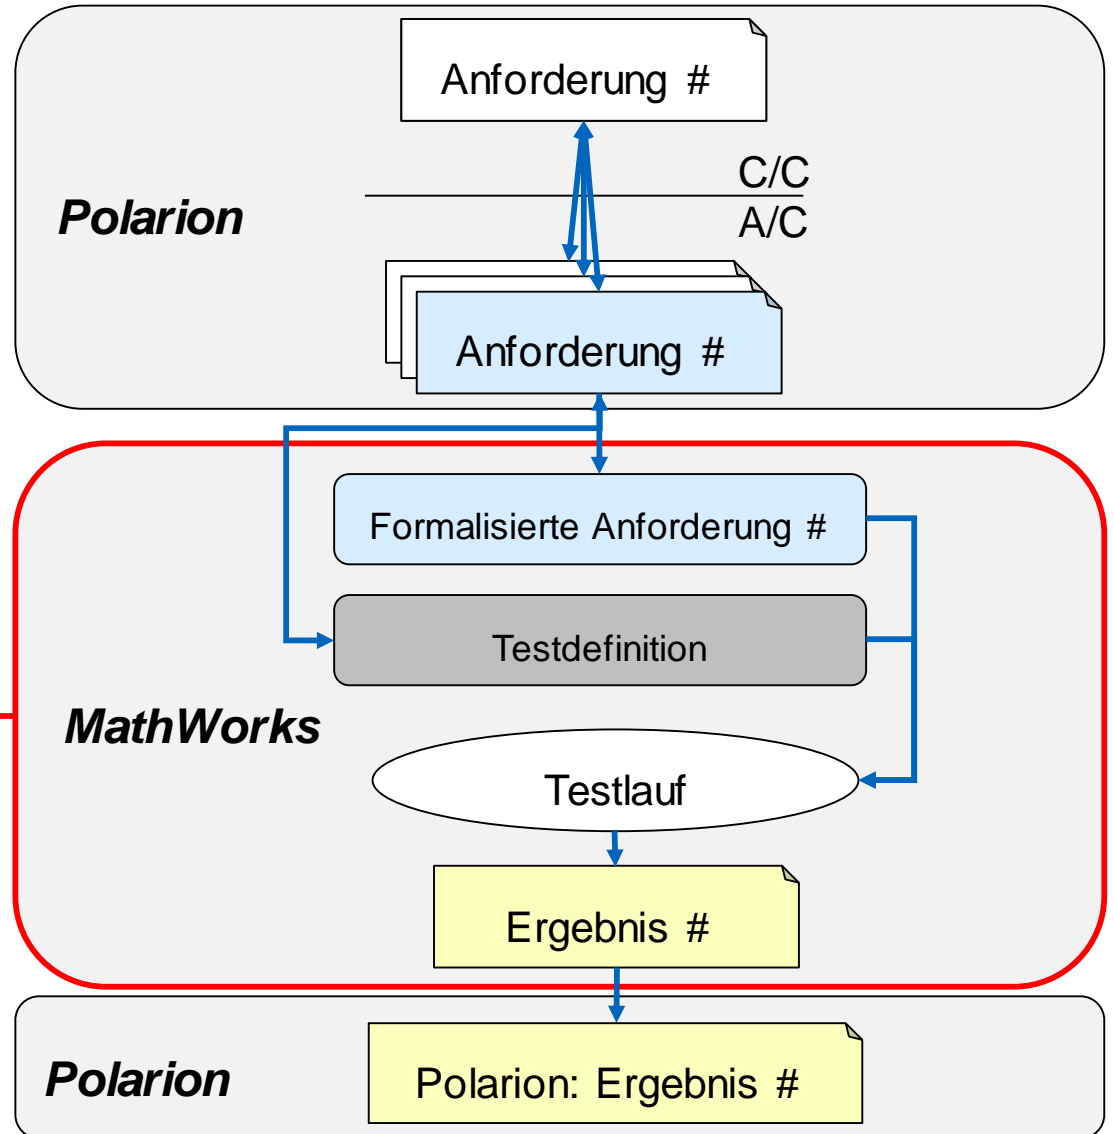 Anforderung #
C/C
Polarion
A/C
Anforderung #
Formalisierte Anforderung #
Testdefinition
MathWorks
Testlauf
Ergebnis #
Polarion
Polarion: Ergebnis #